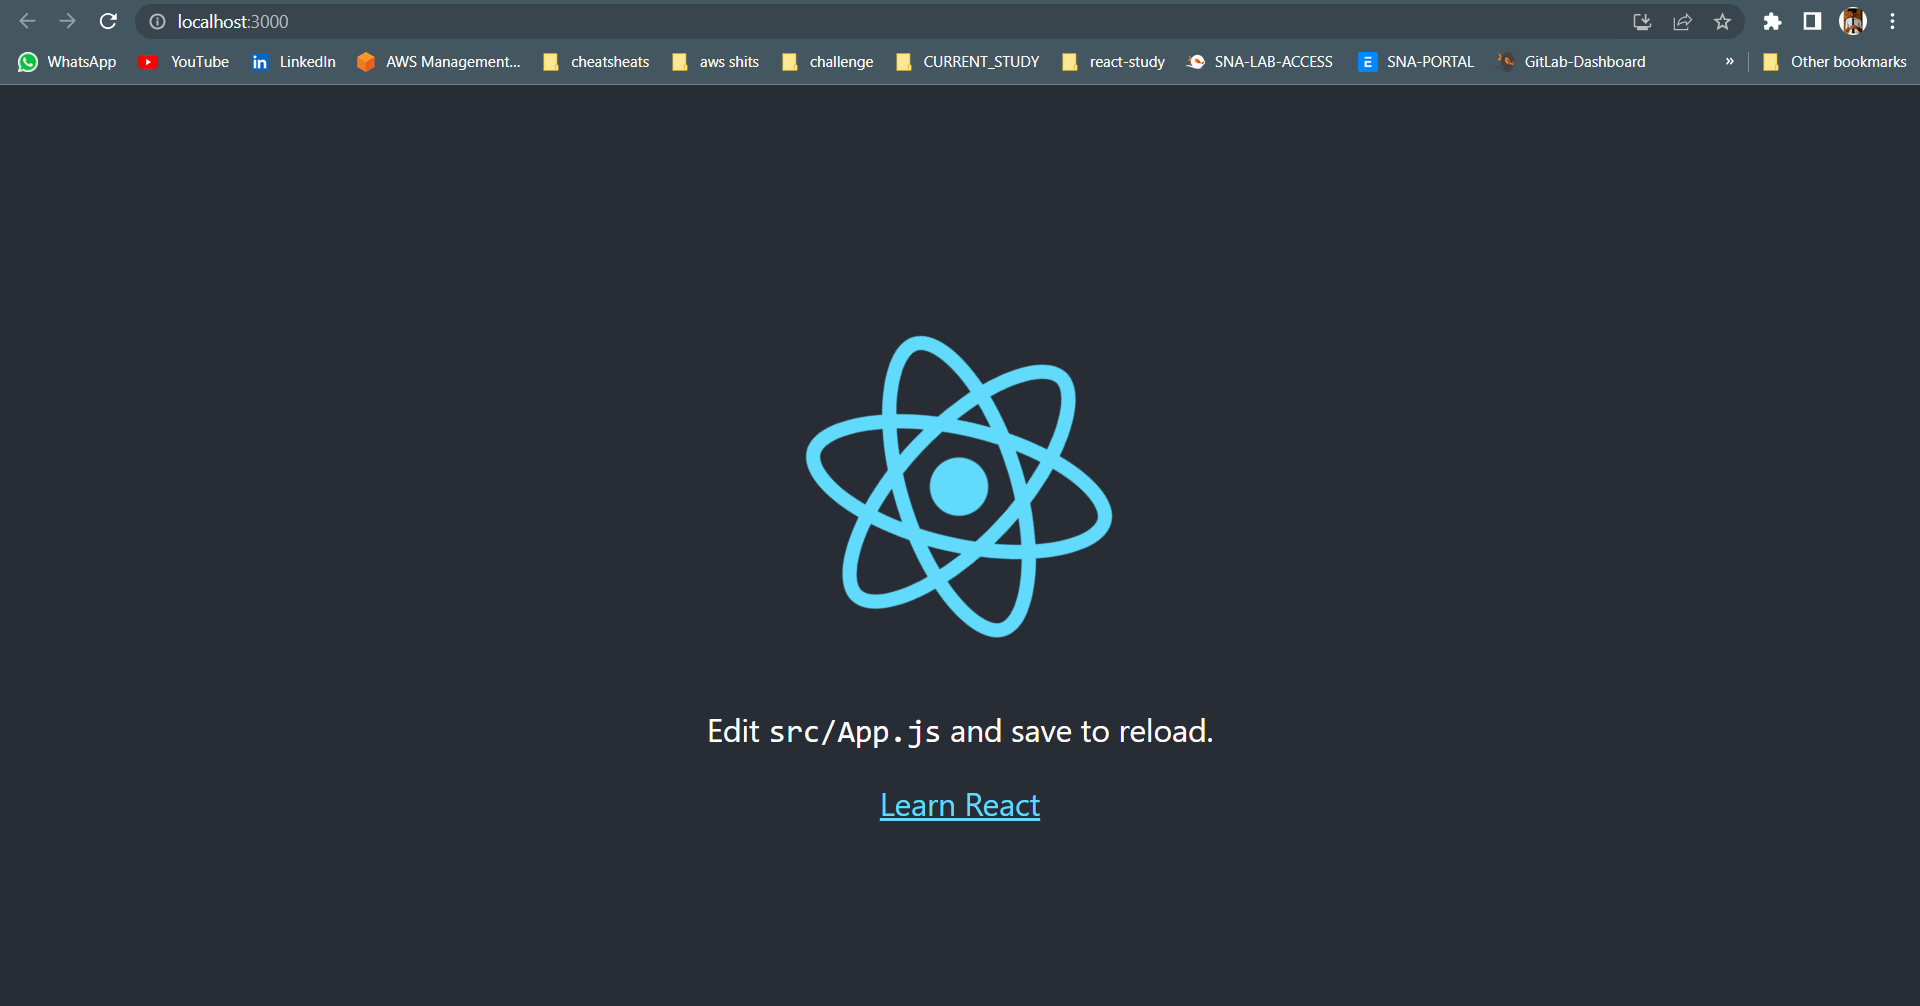 localhost:3000
WhatsApp YouTube in LinkedIn AWS Management... cheatsheats aws shits challenge CURRENT_STUDY react-study SNA-LAB-ACCESS E SNA-PORTAL GitLab-Dashboard » Other bookmarks
Edit src/App.js and save to reload.
Learn React